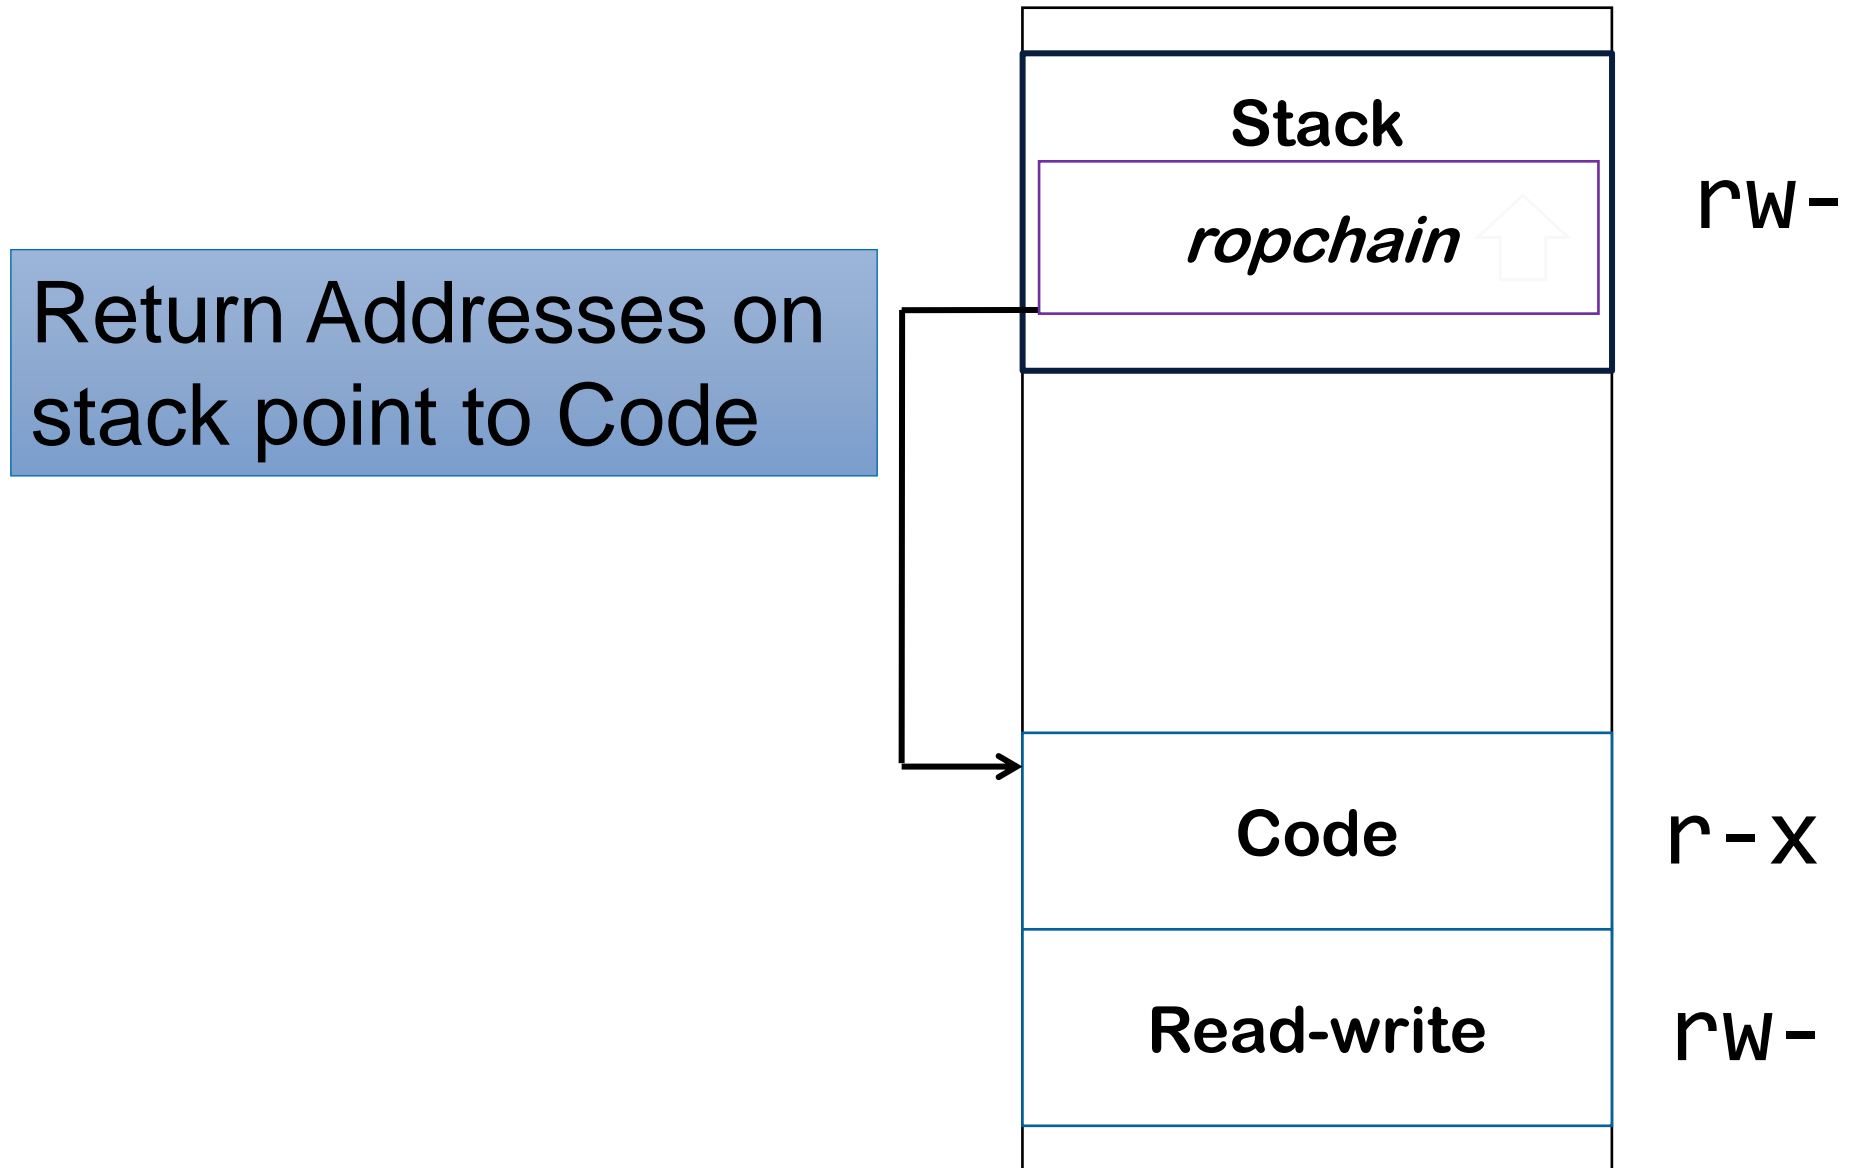 Stack
rw-
ropchain
Return Addresses on
stack point to Code
Code
r-x
Read-write
rw-